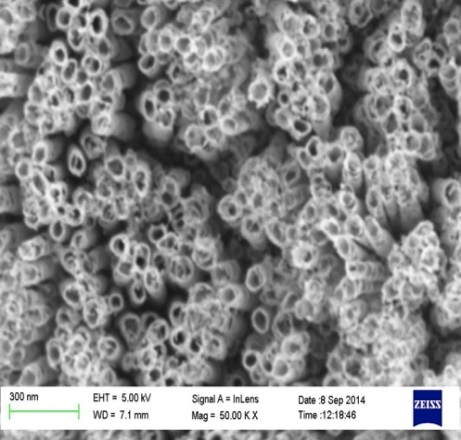 300 nm
EHT = 5.00 kV
Signal A = InLens
Date :8 Sep 2014
WD = 7.1 mm
Mag = 50.00 K X
Time :12:18:46
ZEISS